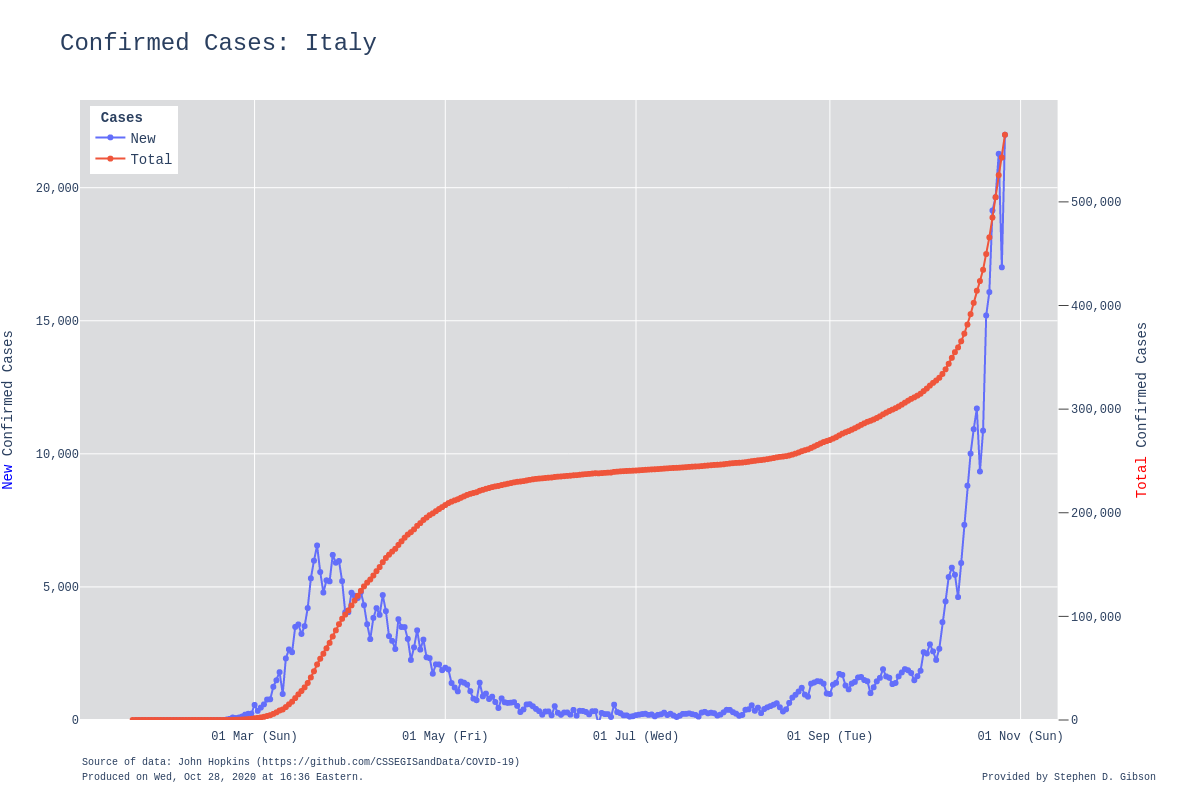 Confirmed Cases: Italy
Cases
New
Total
20,000
15,000
10,000
5,000
0
New Confirmed Cases
500,000
400,000
300,000
200,000
100,000
0
Total Confirmed Cases
01 Mar (Sun)
01 May (Fri)
01 Jul (Wed)
01 Sep (Tue)
01 Nov (Sun)
Source of data: John Hopkins (https://github.com/CSSEGISandData/COVID-19)
Produced on Wed, Oct 28, 2020 at 16:36 Eastern.
Provided by Stephen D. Gibson